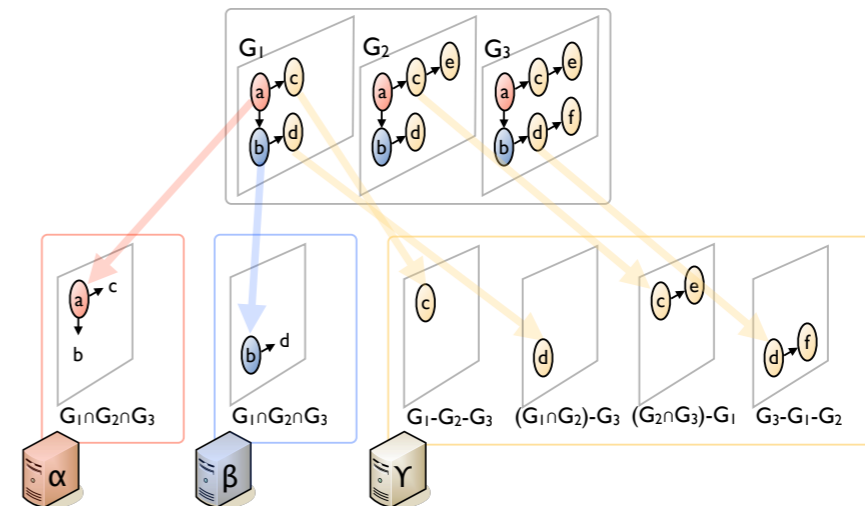 G₁ G₂ G₃
a c
b d
a c e
b d
a c e
b d f
a c
b
G₁∩G₂∩G₃
b d
G₁∩G₂∩G₃
c
G₁-G₂-G₃
d
(G₁∩G₂)-G₃
c e
(G₂∩G₃)-G₁
d f
G₃-G₁-G₂
α β ϒ